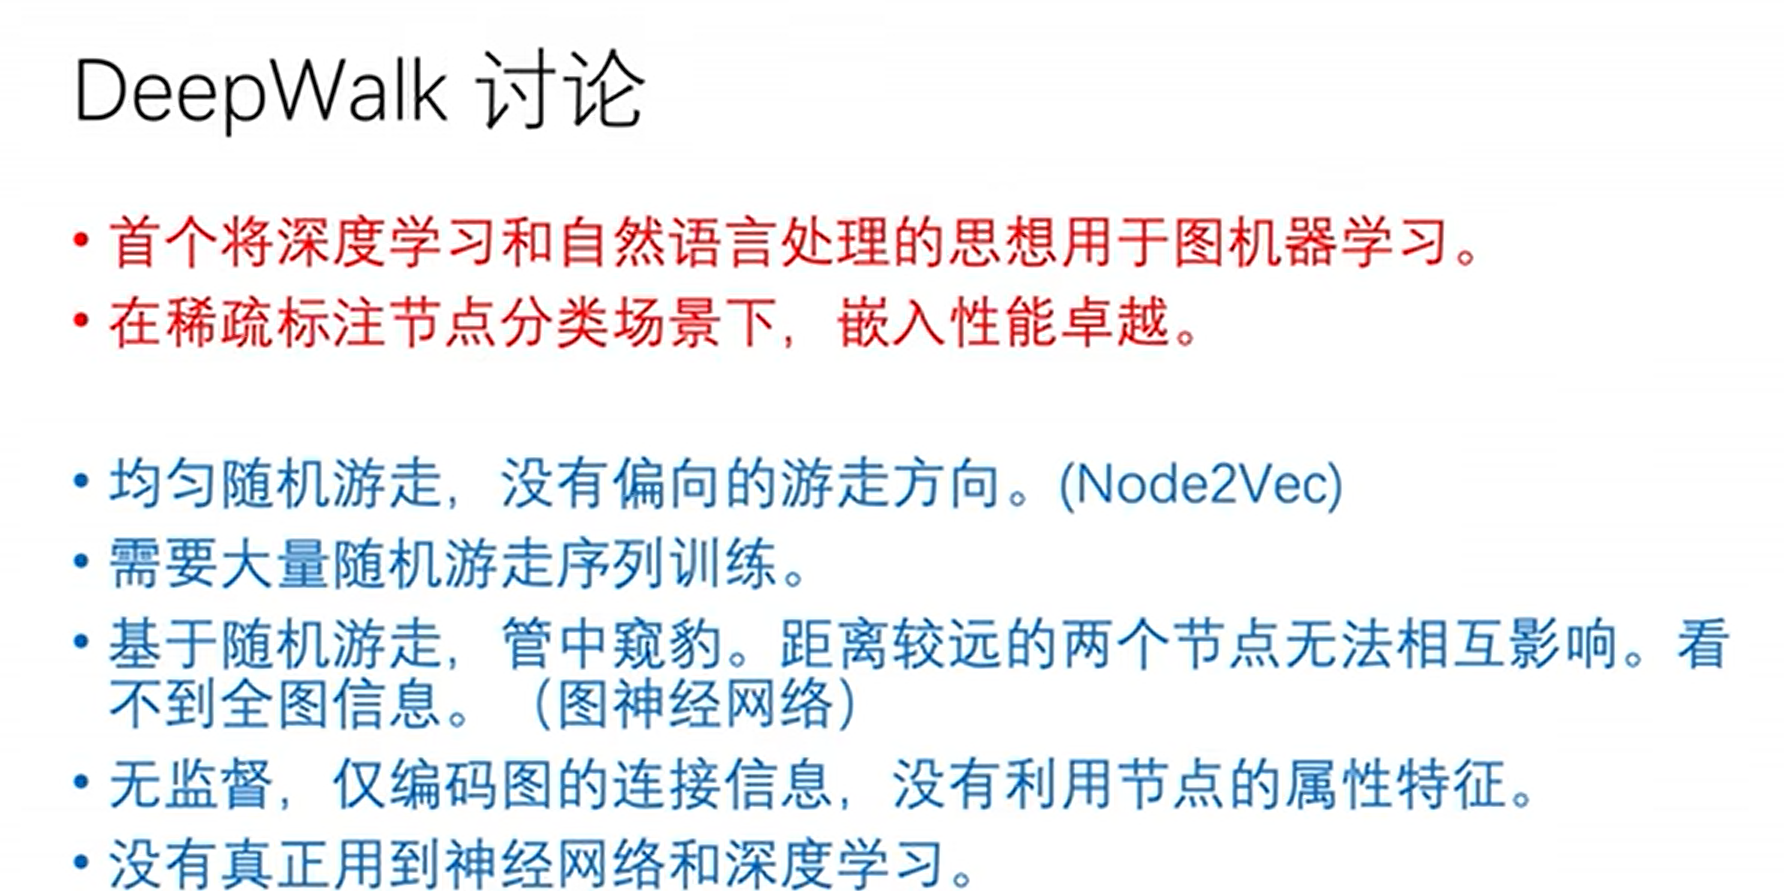 DeepWalk 讨论
• 首个将深度学习和自然语言处理的思想用于图机器学习。
• 在稀疏标注节点分类场景下，嵌入性能卓越。
• 均匀随机游走，没有偏向的游走方向。(Node2Vec)
• 需要大量随机游走序列训练。
• 基于随机游走，管中窥豹。距离较远的两个节点无法相互影响。看
不到全图信息。（图神经网络）
• 无监督，仅编码图的连接信息，没有利用节点的属性特征。
• 没有真正用到神经网络和深度学习。